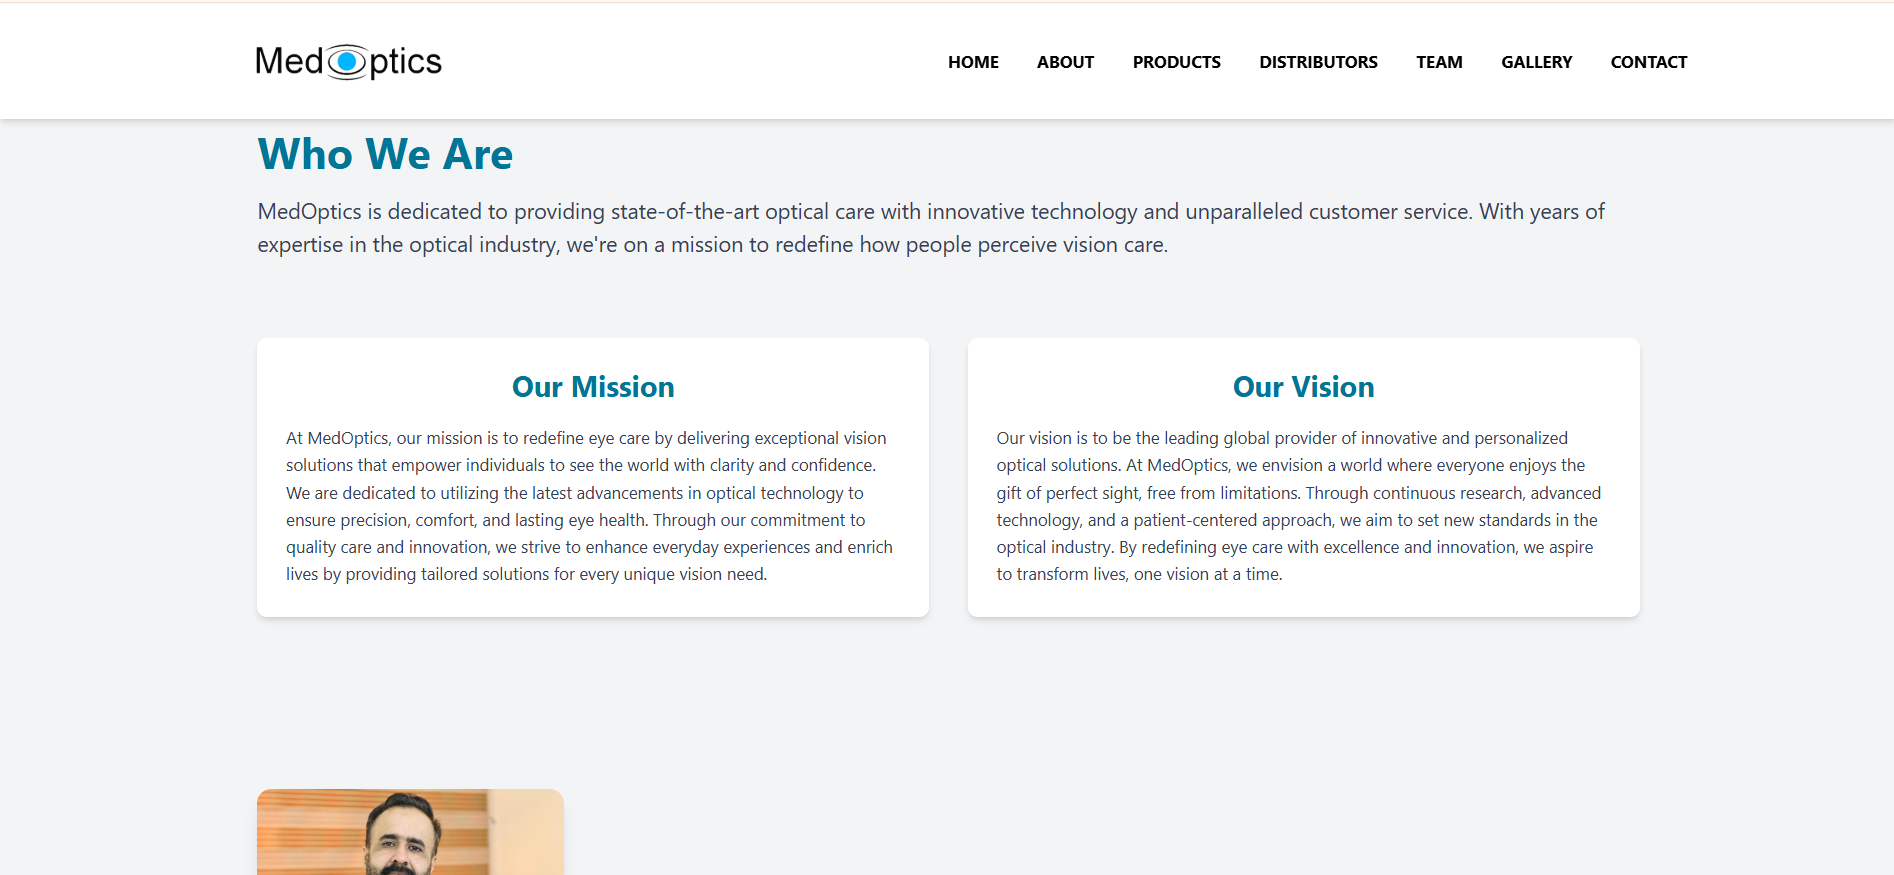 MedOptics
HOME ABOUT PRODUCTS DISTRIBUTORS TEAM GALLERY CONTACT
Who We Are
MedOptics is dedicated to providing state-of-the-art optical care with innovative technology and unparalleled customer service. With years of
expertise in the optical industry, we're on a mission to redefine how people perceive vision care.
Our Mission
At MedOptics, our mission is to redefine eye care by delivering exceptional vision
solutions that empower individuals to see the world with clarity and confidence.
We are dedicated to utilizing the latest advancements in optical technology to
ensure precision, comfort, and lasting eye health. Through our commitment to
quality care and innovation, we strive to enhance everyday experiences and enrich
lives by providing tailored solutions for every unique vision need.
Our Vision
Our vision is to be the leading global provider of innovative and personalized
optical solutions. At MedOptics, we envision a world where everyone enjoys the
gift of perfect sight, free from limitations. Through continuous research, advanced
technology, and a patient-centered approach, we aim to set new standards in the
optical industry. By redefining eye care with excellence and innovation, we aspire
to transform lives, one vision at a time.